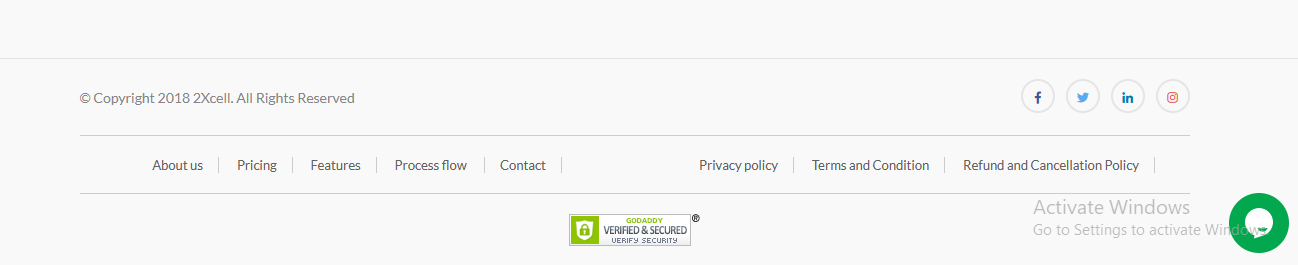 © Copyright 2018 2Xcell. All Rights Reserved
About us Pricing Features Process flow Contact Privacy policy Terms and Condition Refund and Cancellation Policy
GODADDY
VERIFIED & SECURED
VERIFY SECURITY
®
Activate Windows
Go to Settings to activate Windows.